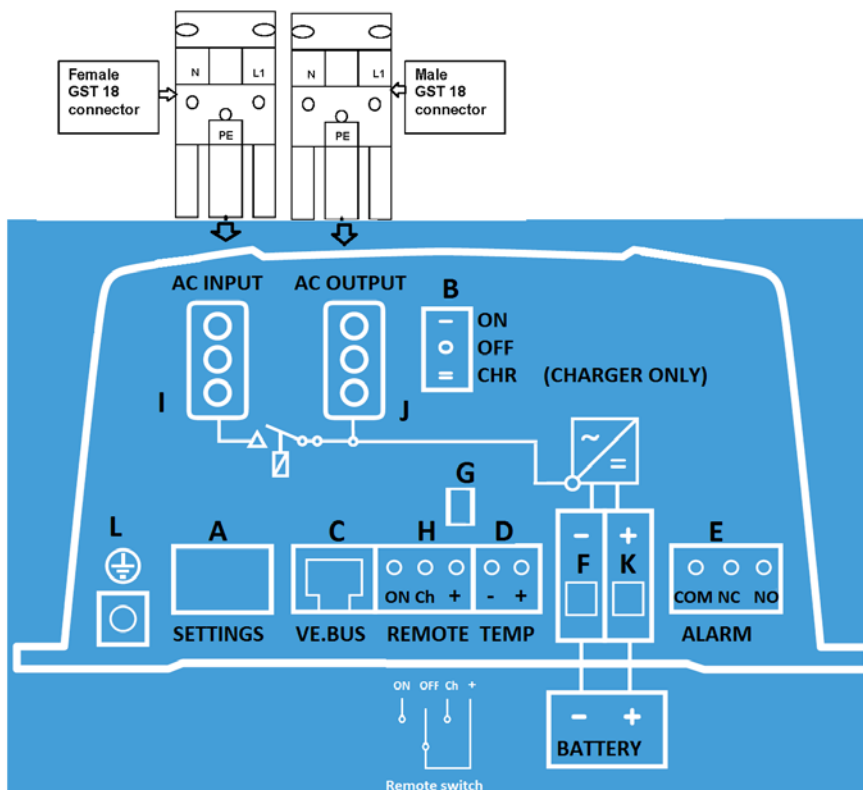 Female
GST 18
connector
N L1
PE
N L1
PE
Male
GST 18
connector
AC INPUT AC OUTPUT B
ON
OFF
CHR (CHARGER ONLY)
I J
~
=
G
L A C H D - + E
F K
ON Ch + - + COM NC NO
SETTINGS VE.BUS REMOTE TEMP ALARM
ON OFF Ch +
- +
BATTERY
Remote switch